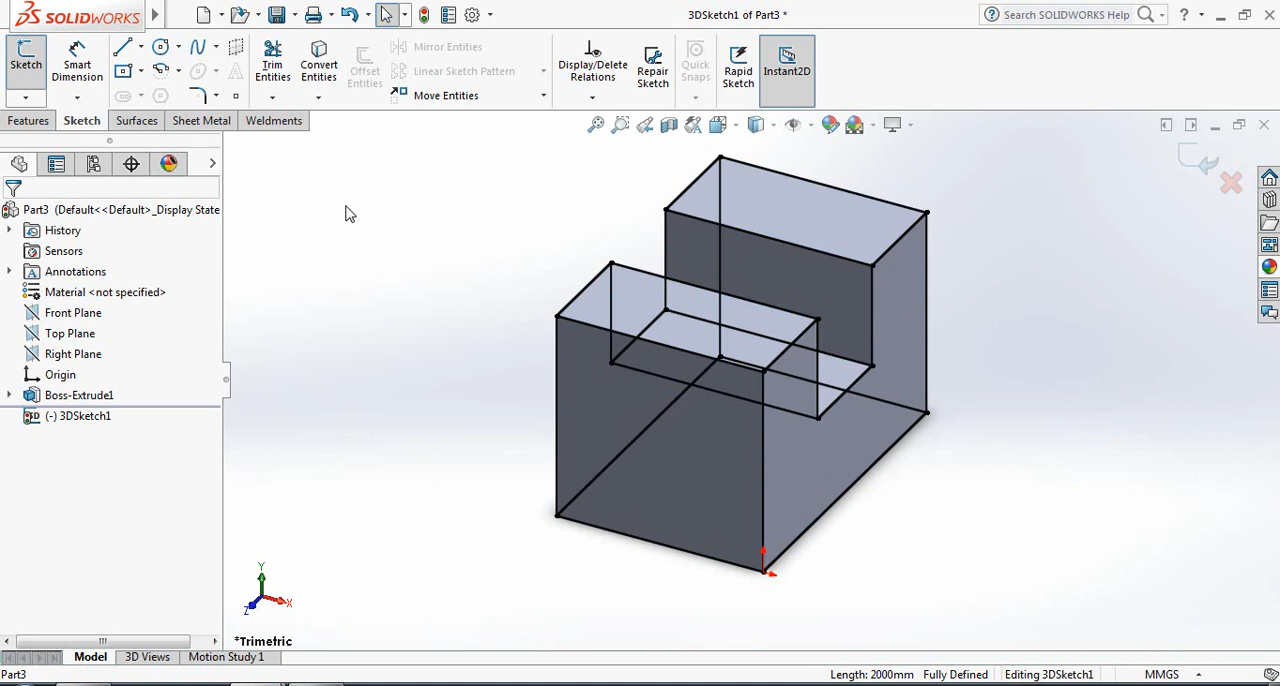 SOLIDWORKS
3DSketch1 of Part3 *
Search SOLIDWORKS Help
?
Sketch
Smart
Dimension
Trim
Entities
Convert
Entities
Offset
Entities
Mirror Entities
Linear Sketch Pattern
Move Entities
Display/Delete
Relations
Repair
Sketch
Quick
Snaps
Rapid
Sketch
Instant2D
Features
Sketch
Surfaces
Sheet Metal
Weldments
Part3 (Default<<Default>_Display State
History
Sensors
Annotations
Material <not specified>
Front Plane
Top Plane
Right Plane
Origin
Boss-Extrude1
3D (-) 3DSketch1
Y
X
Z
*Trimetric
Model
3D Views
Motion Study 1
Part3
Length: 2000mm
Fully Defined
Editing 3DSketch1
MMGS